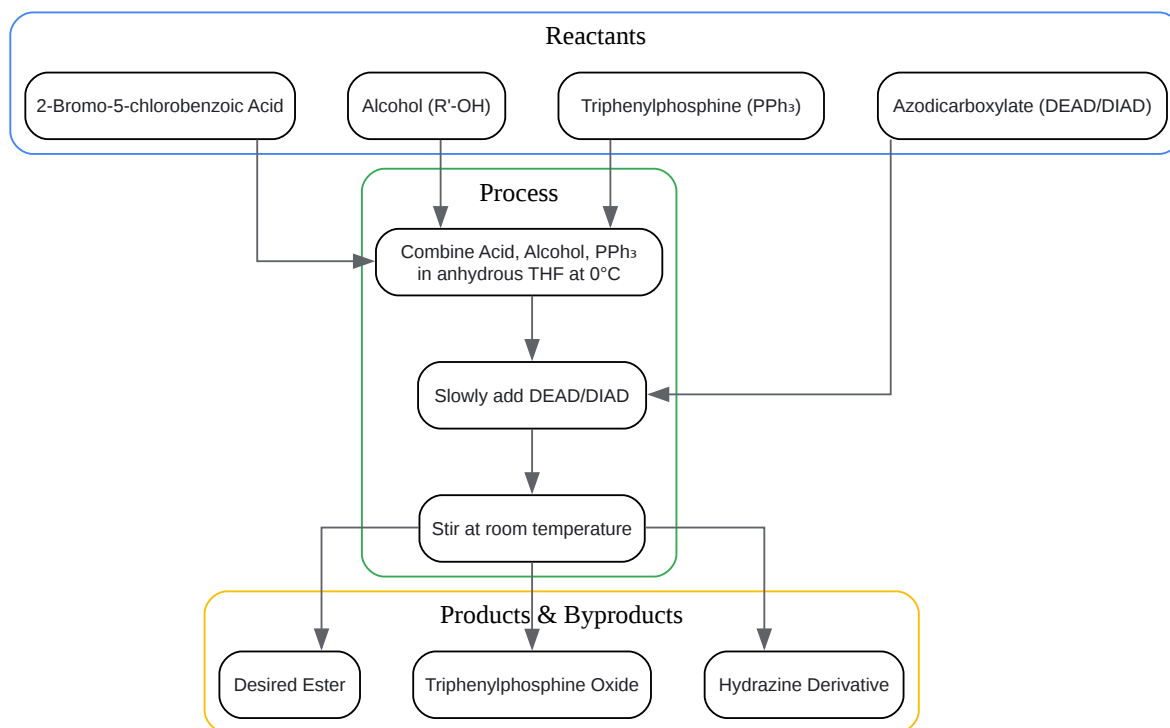 Reactants
2-Bromo-5-chlorobenzoic Acid
Alcohol (R'-OH)
Triphenylphosphine (PPh₃)
Azodicarboxylate (DEAD/DIAD)
Process
Combine Acid, Alcohol, PPh₃
in anhydrous THF at 0°C
Slowly add DEAD/DIAD
Stir at room temperature
Products & Byproducts
Desired Ester
Triphenylphosphine Oxide
Hydrazine Derivative